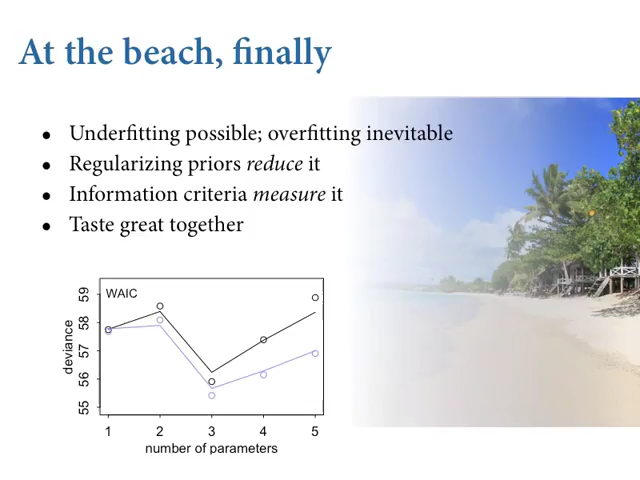 At the beach, finally
• Underfitting possible; overfitting inevitable
• Regularizing priors reduce it
• Information criteria measure it
• Taste great together
WAIC
59
58
57
56
55
deviance
1 2 3 4 5
number of parameters